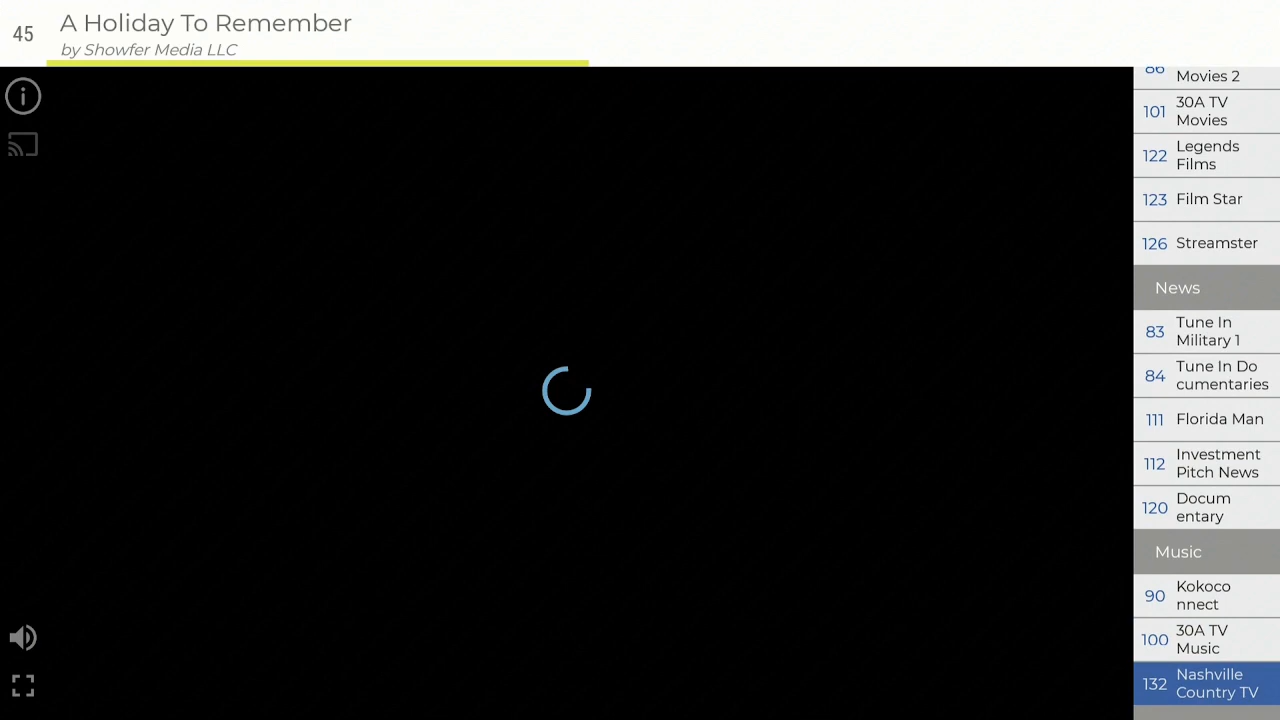 45
A Holiday To Remember
by Showfer Media LLC
86
Movies 2
101
30A TV
Movies
122
Legends
Films
123
Film Star
126
Streamster
News
83
Tune In
Military 1
84
Tune In Do
cumentaries
111
Florida Man
112
Investment
Pitch News
120
Docum
entary
Music
90
Kokoco
nnect
100
30A TV
Music
132
Nashville
Country TV